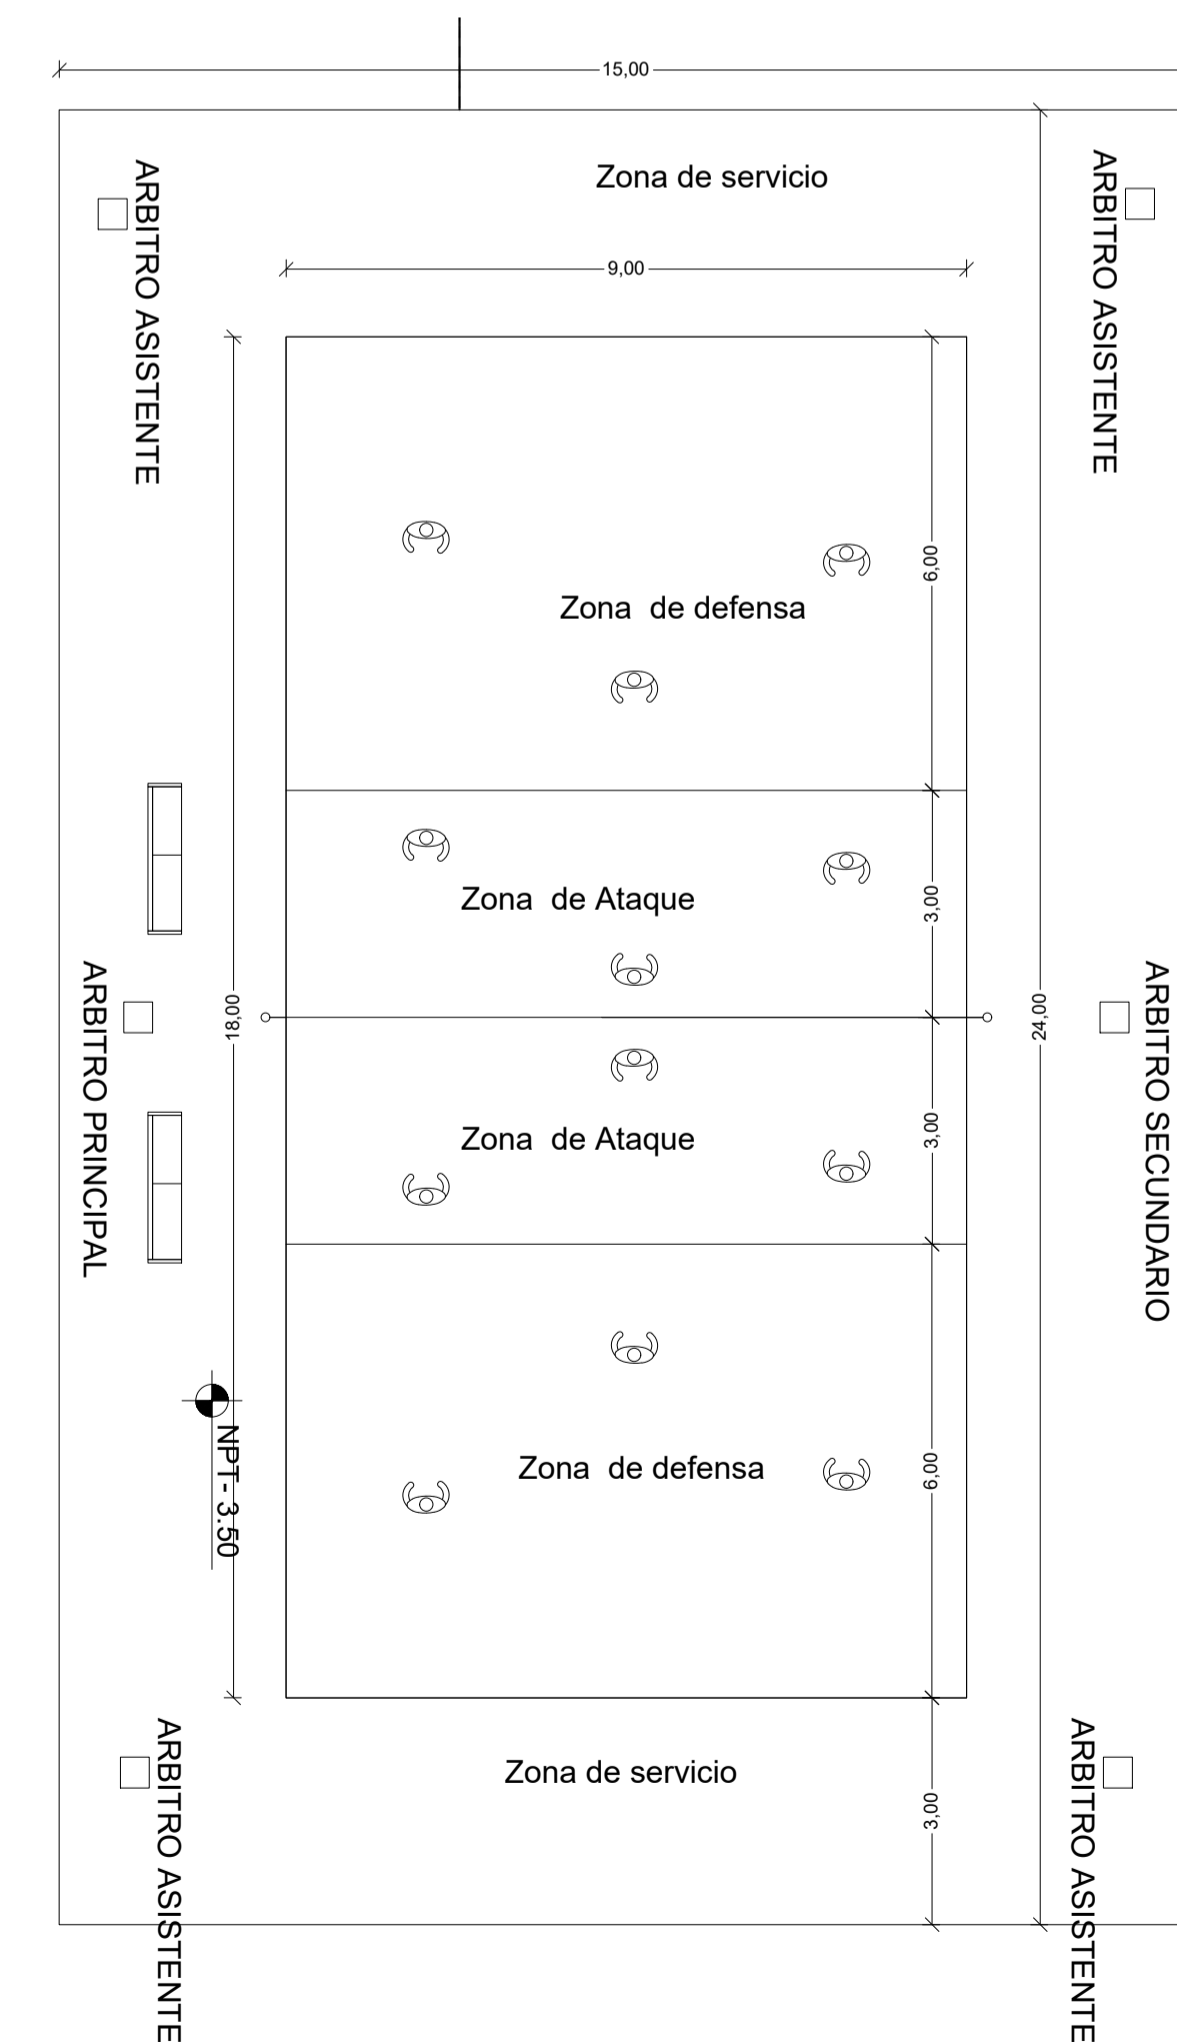 15,00
Zona de servicio
ARBITRO ASISTENTE
ARBITRO ASISTENTE
9,00
6,00
Zona de defensa
Zona de Ataque
3,00
ARBITRO PRINCIPAL
18,00
24,00
ARBITRO SECUNDARIO
Zona de Ataque
3,00
NPT- 3.50
Zona de defensa
6,00
ARBITRO ASISTENTE
Zona de servicio
3,00
ARBITRO ASISTENTE